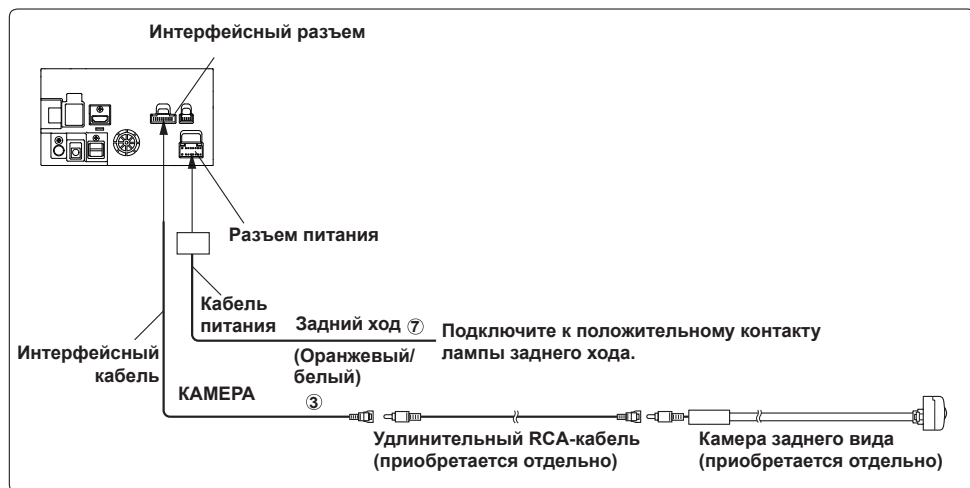 Интерфейсный разъем
Разъем питания
Кабель
питания
Задний ход ⑦
(Оранжевый/
белый)
Подключите к положительному контакту
лампы заднего хода.
Интерфейсный
кабель
КАМЕРА
③
Удлинительный RCA-кабель
(приобретается отдельно)
Камера заднего вида
(приобретается отдельно)